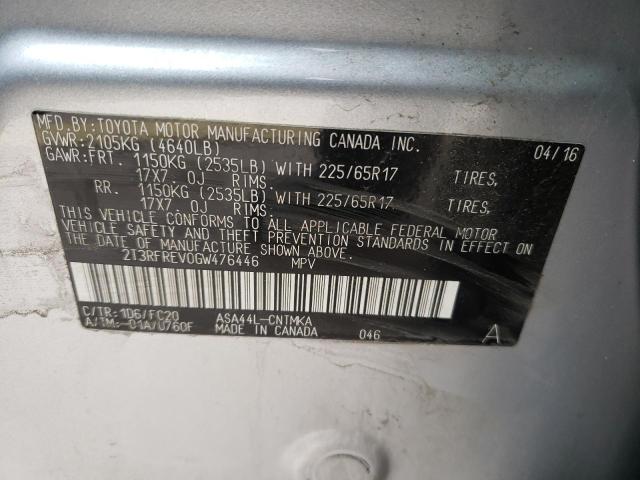 MFD.BY:TOYOTA MOTOR MANUFACTURING CANADA INC. 04/16
GVWR:2105KG (4640LB)
GAWR:FRT. 1150KG (2535LB) WITH 225/65R17 TIRES,
17X7 OJ RIMS.
RR. 1150KG (2535LB) WITH 225/65R17 TIRES,
17X7 OJ RIMS.
THIS VEHICLE CONFORMS TO ALL APPLICABLE FEDERAL MOTOR
VEHICLE SAFETY AND THEFT PREVENTION STANDARDS IN EFFECT ON
THE DATE OF MANUFACTURE SHOWN ABOVE.
2T3RFREV0GW476446 MPV
C/TR:1D6/FC20 ASA44L-CNTMKA
A/TM:-01A/U760F MADE IN CANADA 046 A